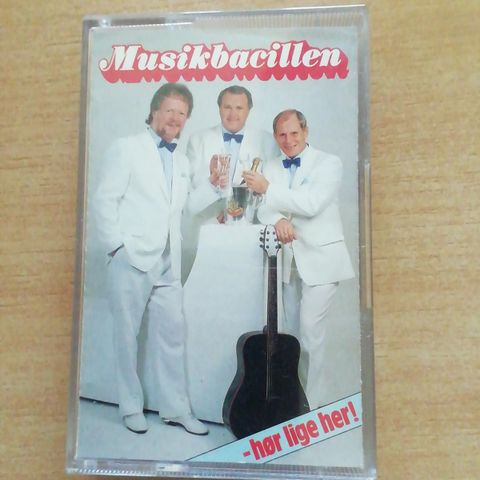 Musikbacillen
- hør lige her!